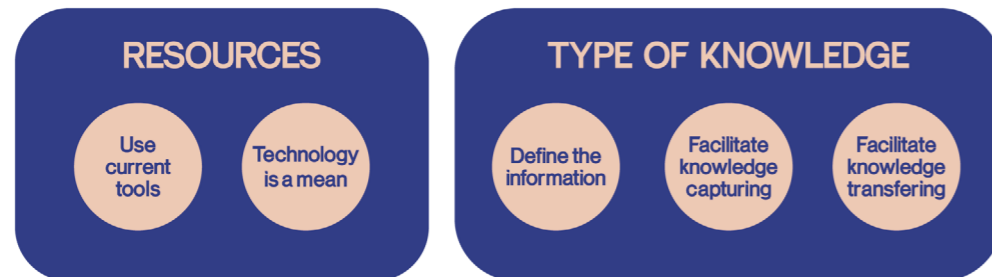 RESOURCES
Use
current
tools
Technology
is a mean
TYPE OF KNOWLEDGE
Define the
information
Facilitate
knowledge
capturing
Facilitate
knowledge
transfering